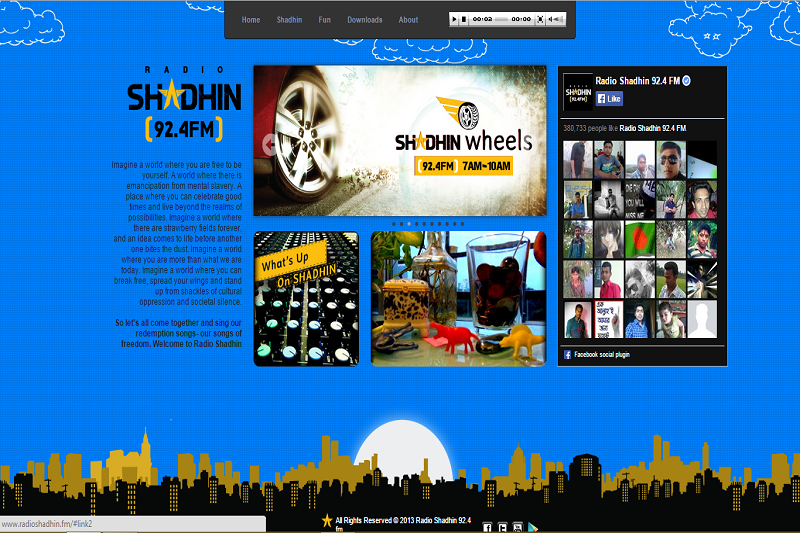 Home Shadhin Fun Downloads About
00:02 00:00
RADIO
SHADHIN
(92.4FM)
Imagine a world where you are free to be
yourself. A world where there is
emancipation from mental slavery. A
place where you can celebrate good
times and live beyond the realms of
possibilities. Imagine a world where
there are strawberry fields forever,
and an idea comes to life before another
one bites the dust. Imagine a world
where you are more than what we are
today. Imagine a world where you can
break free, spread your wings and stand
up from shackles of cultural
oppression and societal silence.
So let's all come together and sing our
redemption songs- our songs of
freedom. Welcome to Radio Shadhin
SHADHIN wheels
(92.4FM) 7AM~10AM
What's Up
On SHADHIN
Radio Shadhin 92.4 FM
Like
380,733 people like Radio Shadhin 92.4 FM.
Facebook social plugin
www.radioshadhin.fm/#link2
All Rights Reserved © 2013 Radio Shadhin 92.4
fm